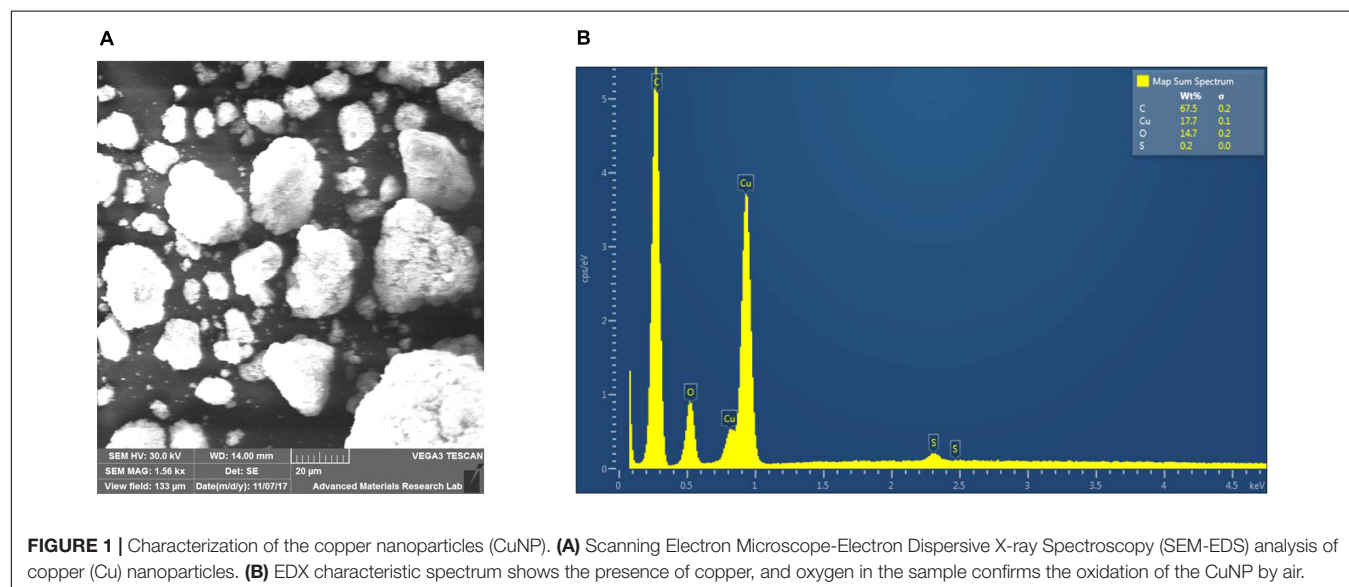 A
B
SEM HV: 30.0 kV WD: 14.00 mm VEGA3 TESCAN
SEM MAG: 1.56 kx Det: SE 20 µm
View field: 133 µm Date(m/d/y): 11/07/17 Advanced Materials Research Lab
Map Sum Spectrum
Wt% σ
C 67.5 0.2
Cu 17.7 0.1
O 14.7 0.2
S 0.2 0.0
C
Cu
O
Cu
S
S
cps/eV
5
4
3
2
1
0
0 0.5 1 1.5 2 2.5 3 3.5 4 4.5 keV
FIGURE 1 | Characterization of the copper nanoparticles (CuNP). (A) Scanning Electron Microscope-Electron Dispersive X-ray Spectroscopy (SEM-EDS) analysis of
copper (Cu) nanoparticles. (B) EDX characteristic spectrum shows the presence of copper, and oxygen in the sample confirms the oxidation of the CuNP by air.